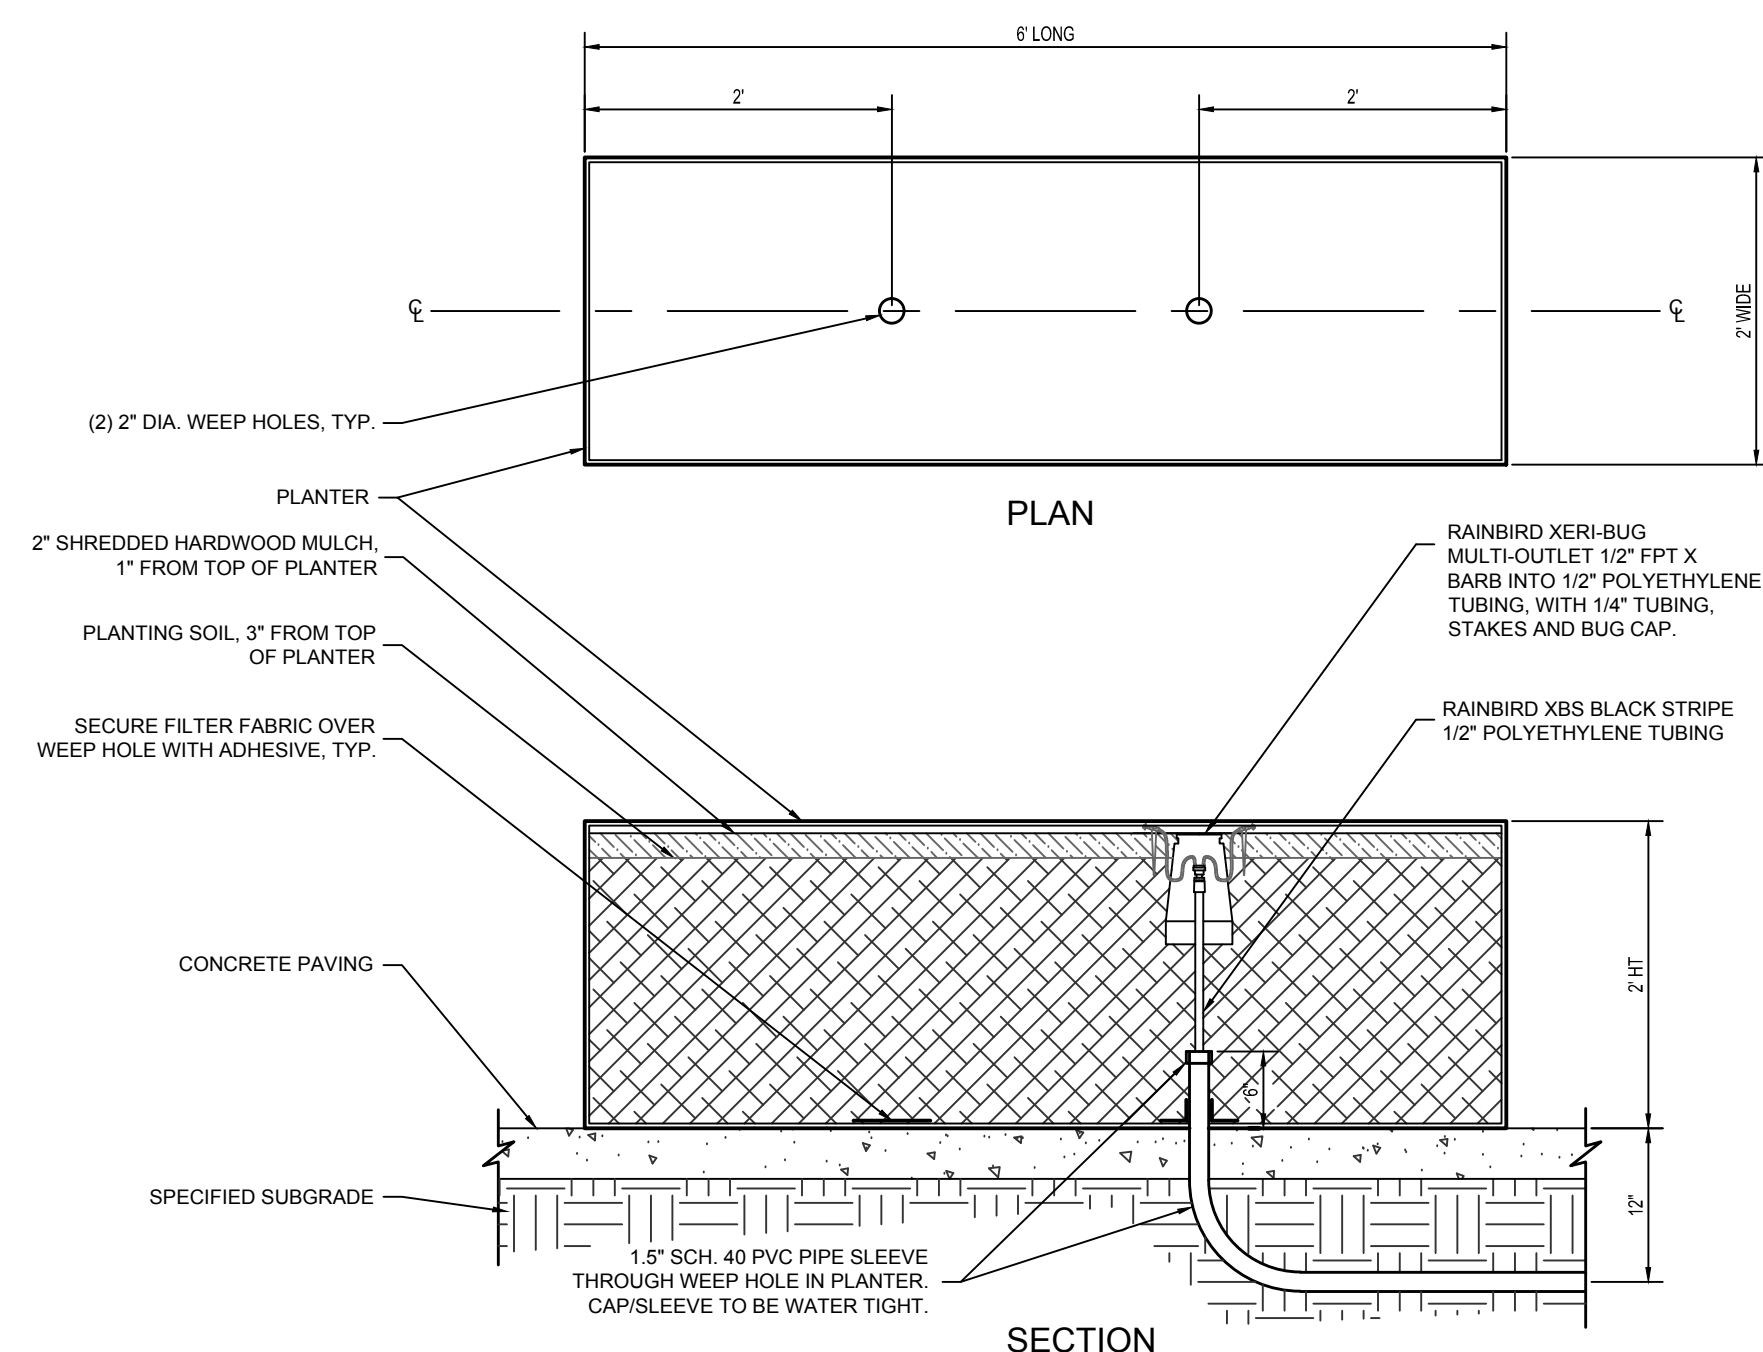 6' LONG
2'
2'
2' WIDE
℄
℄
(2) 2" DIA. WEEP HOLES, TYP.
PLANTER
PLAN
2" SHREDDED HARDWOOD MULCH,
1" FROM TOP OF PLANTER
PLANTING SOIL, 3" FROM TOP
OF PLANTER
SECURE FILTER FABRIC OVER
WEEP HOLE WITH ADHESIVE, TYP.
RAINBIRD XERI-BUG
MULTI-OUTLET 1/2" FPT X
BARB INTO 1/2" POLYETHYLENE
TUBING, WITH 1/4" TUBING,
STAKES AND BUG CAP.
RAINBIRD XBS BLACK STRIPE
1/2" POLYETHYLENE TUBING
CONCRETE PAVING
2' HT
6"
SPECIFIED SUBGRADE
12"
1.5" SCH. 40 PVC PIPE SLEEVE
THROUGH WEEP HOLE IN PLANTER.
CAP/SLEEVE TO BE WATER TIGHT.
SECTION